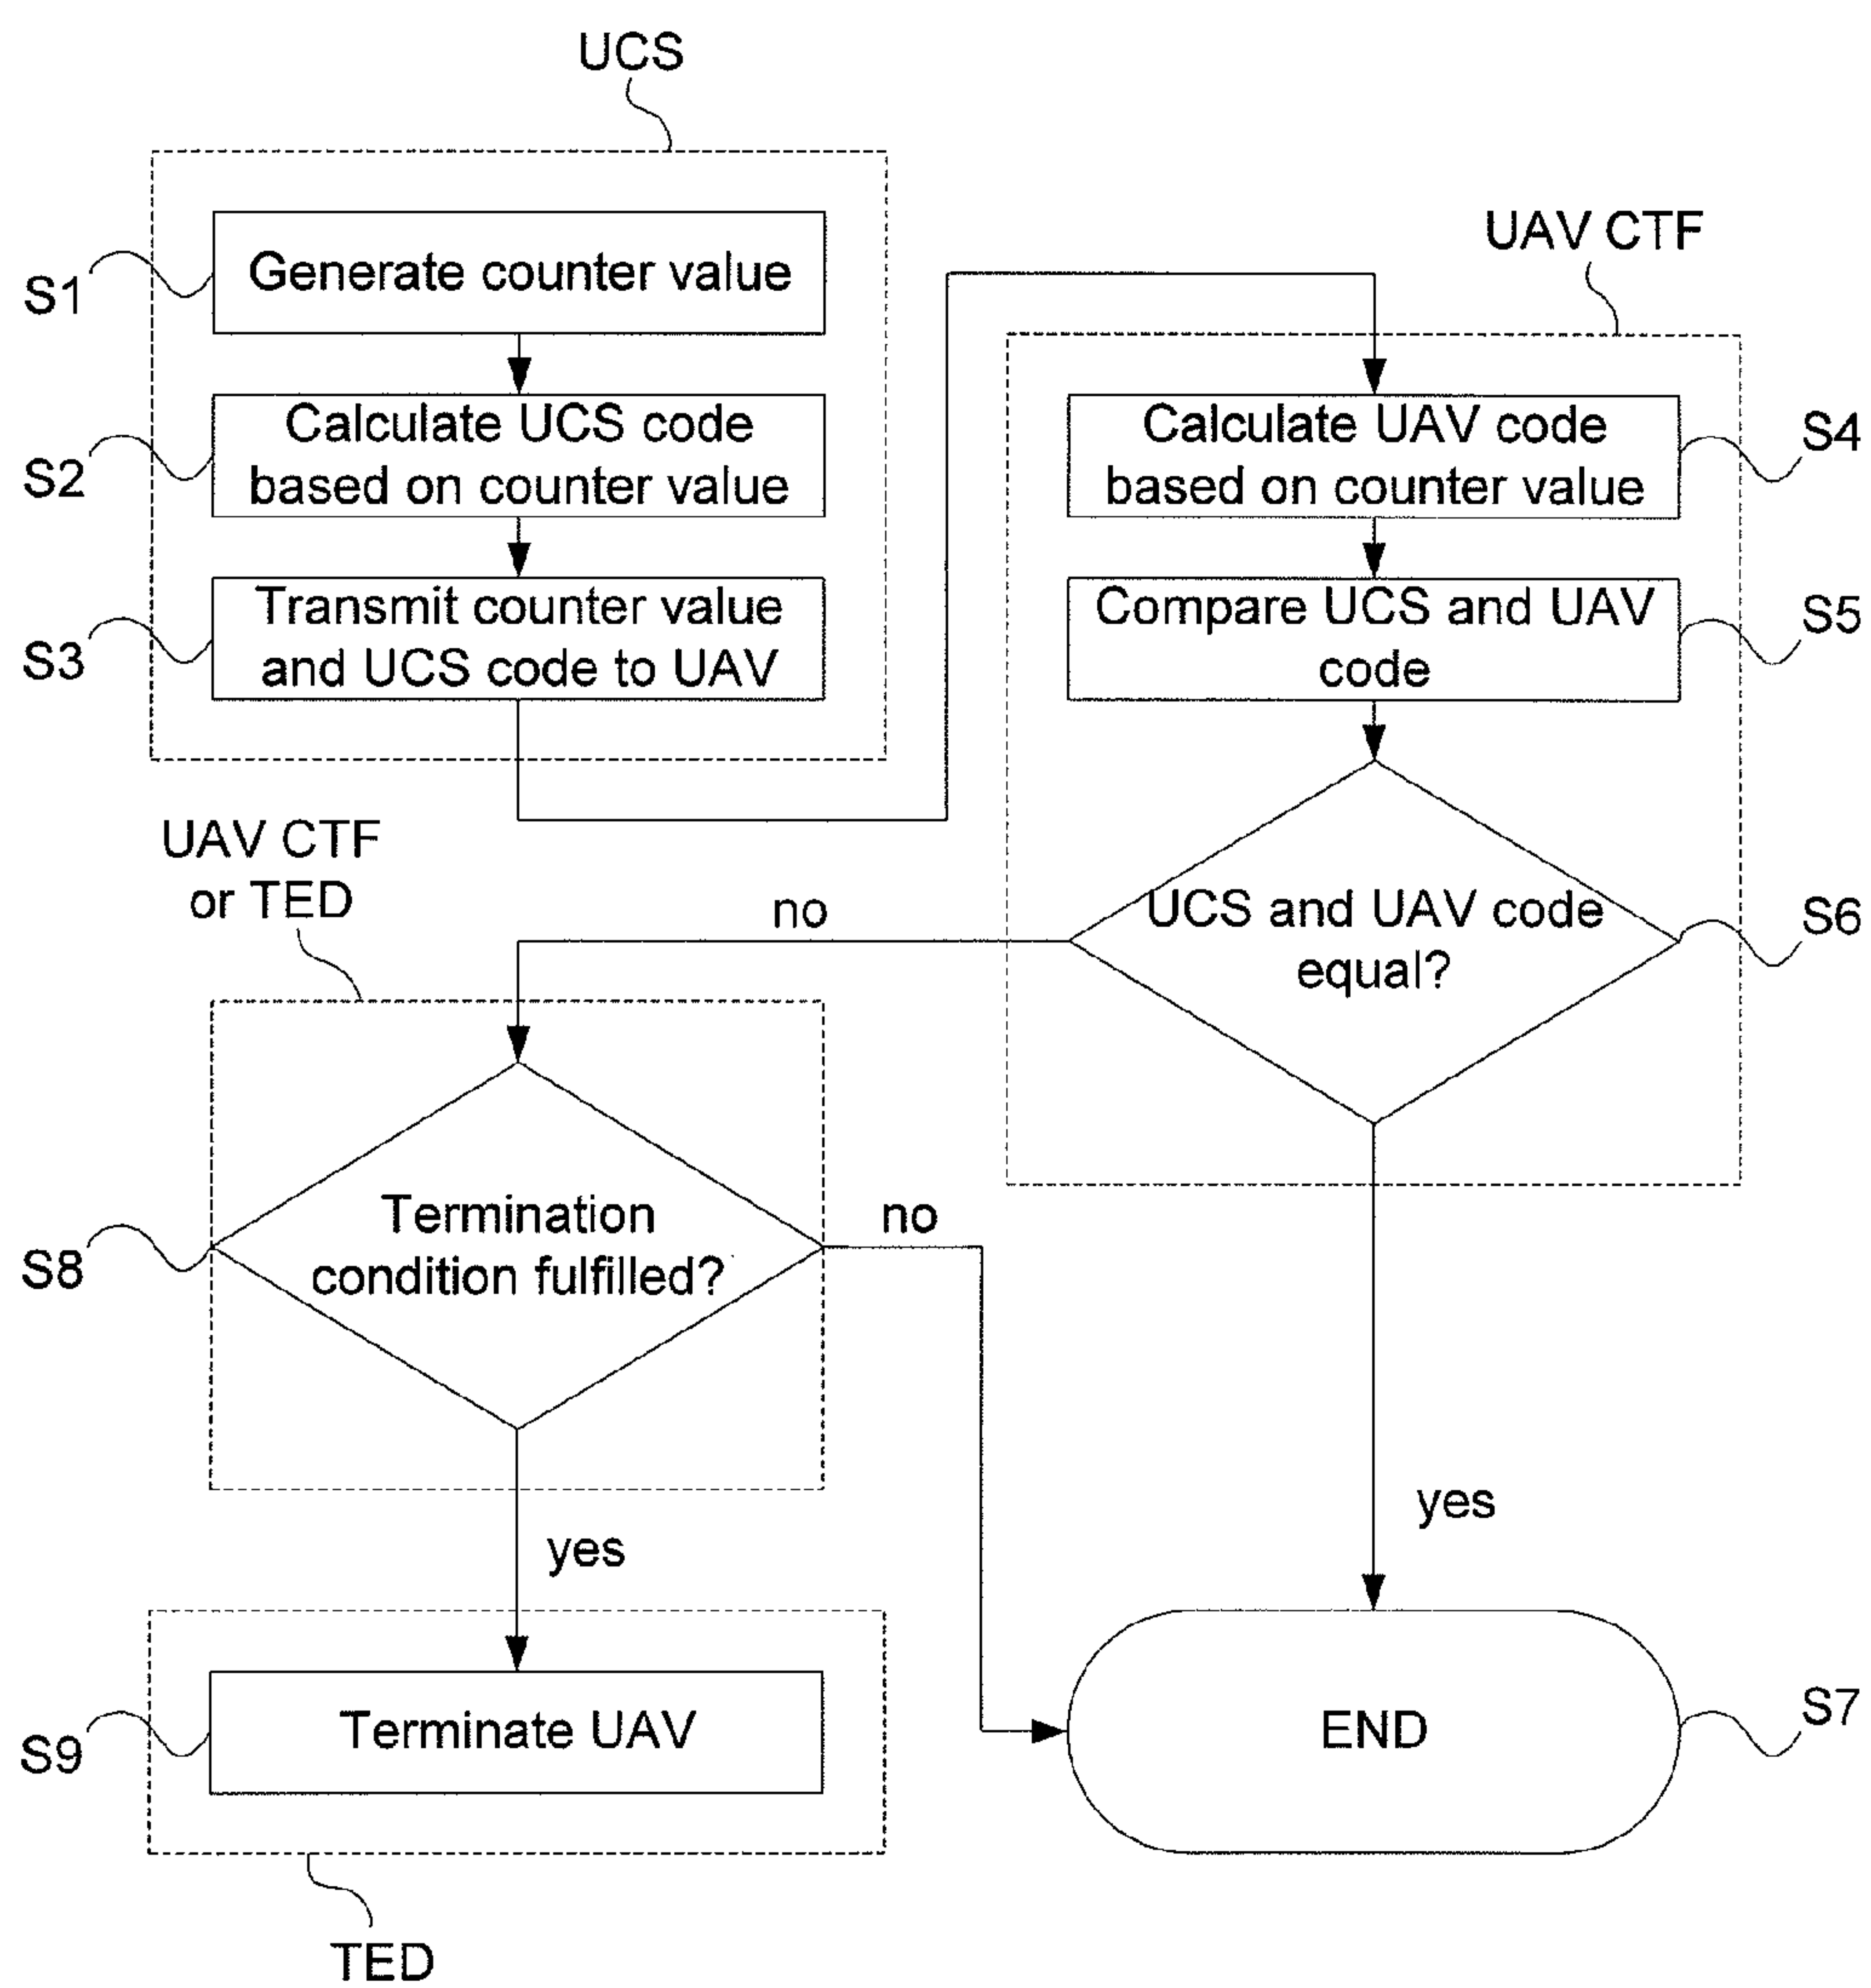 UCS
S1
Generate counter value
S2
Calculate UCS code
based on counter value
S3
Transmit counter value
and UCS code to UAV
UAV CTF
Calculate UAV code
based on counter value
S4
Compare UCS and UAV
code
S5
UCS and UAV code
equal?
S6
no
yes
UAV CTF
or TED
S8
Termination
condition fulfilled?
no
yes
S9
Terminate UAV
TED
END
S7